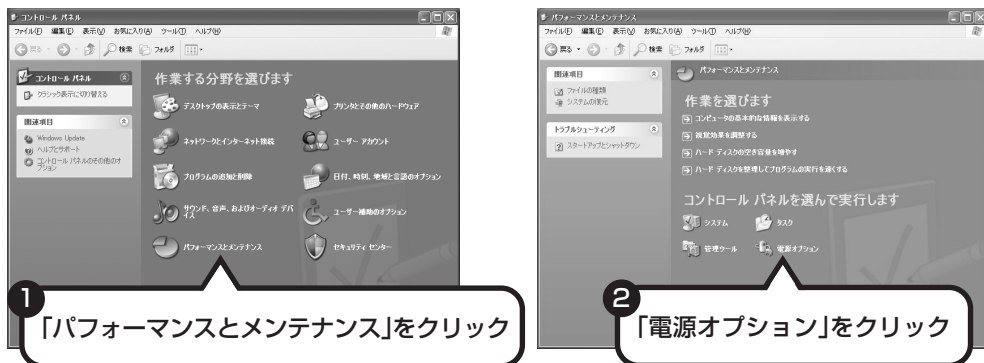 コントロール パネル
ファイル(F) 編集(E) 表示(V) お気に入り(A) ツール(T) ヘルプ(H)
戻る 検索 フォルダ
コントロール パネル
クラシック表示に切り替える
関連項目
Windows Update
ヘルプとサポート
コントロール パネルのその他のオプション
作業する分野を選びます
デスクトップの表示とテーマ
プリンタとその他のハードウェア
ネットワークとインターネット接続
ユーザー アカウント
プログラムの追加と削除
日付、時刻、地域と言語のオプション
サウンド、音声、およびオーディオ デバイス
ユーザー補助のオプション
パフォーマンスとメンテナンス
セキュリティ センター
1
「パフォーマンスとメンテナンス」をクリック
パフォーマンスとメンテナンス
ファイル(F) 編集(E) 表示(V) お気に入り(A) ツール(T) ヘルプ(H)
戻る 検索 フォルダ
関連項目
ファイルの種類
システムの復元
トラブルシューティング
スタートアップとシャットダウン
パフォーマンスとメンテナンス
作業を選びます
コンピュータの基本的な情報を表示する
視覚効果を調整する
ハード ディスクの空き容量を増やす
ハード ディスクを整理してプログラムの実行を速くする
コントロール パネルを選んで実行します
システム
タスク
管理ツール
電源オプション
2
「電源オプション」をクリック